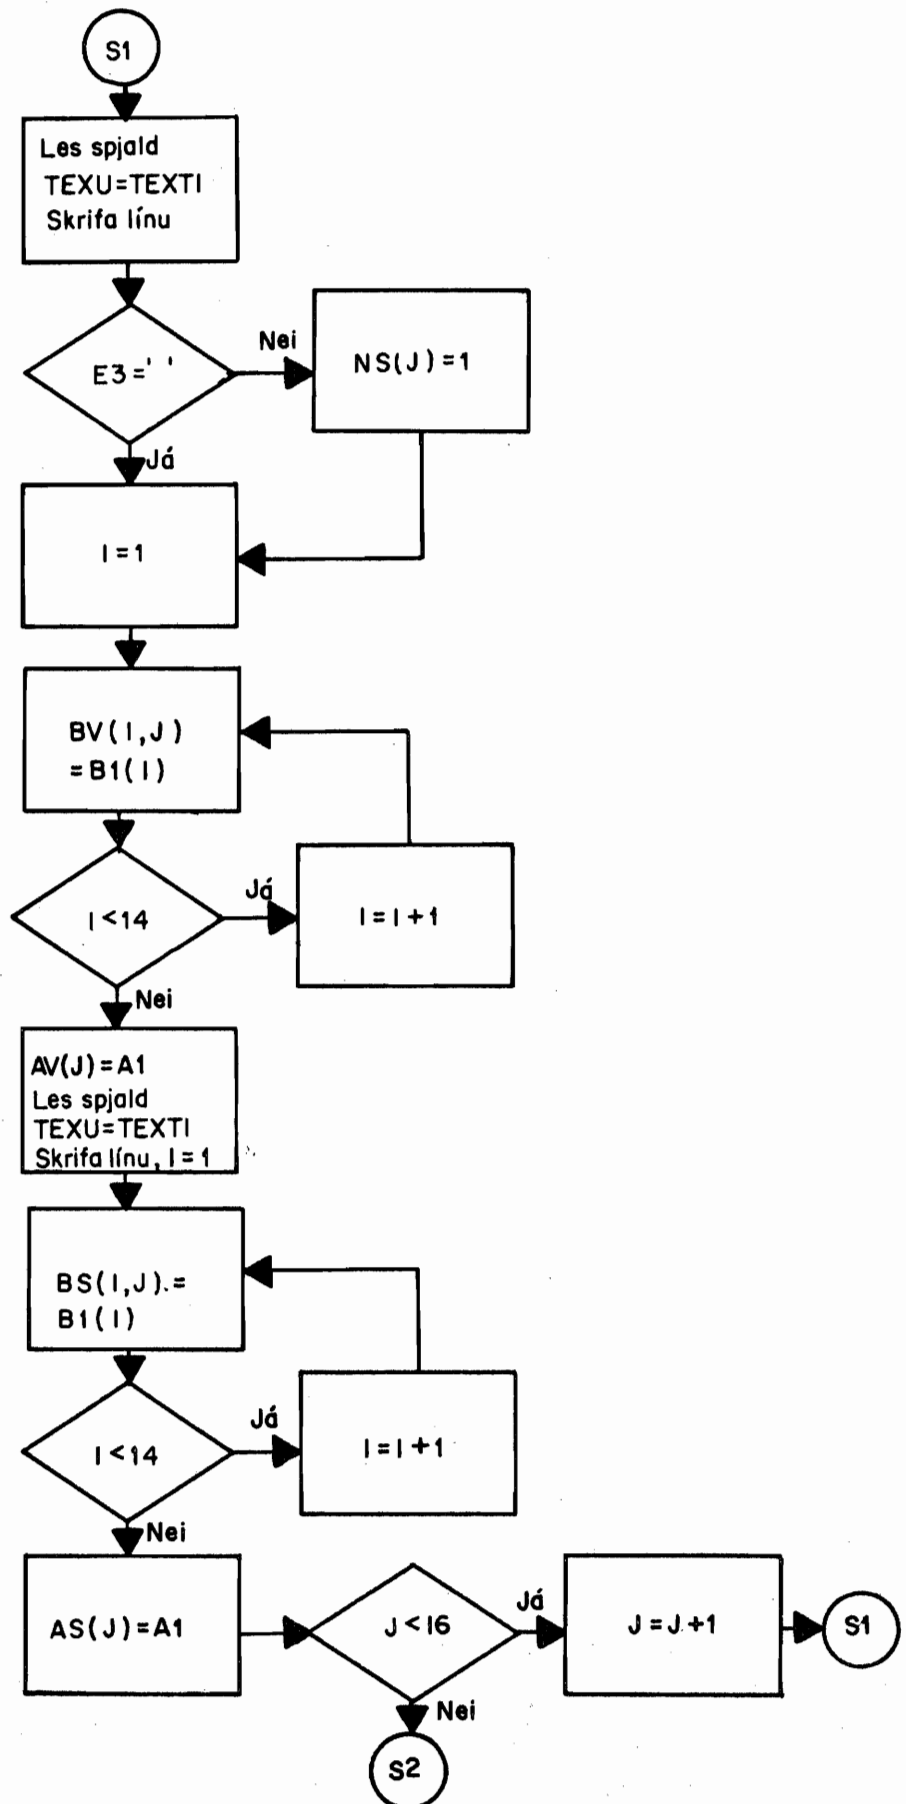 S1
Les spjald
TEXU=TEXTI
Skrifa línu
E3=' '
Nei
NS(J)=1
Já
I=1
BV(I,J)
=B1(I)
I<14
Já
I=I+1
Nei
AV(J)=A1
Les spjald
TEXU=TEXTI
Skrifa línu, I=1
BS(I,J).=
B1(I)
I<14
Já
I=I+1
Nei
AS(J)=A1
J<16
Já
J=J+1
S1
Nei
S2